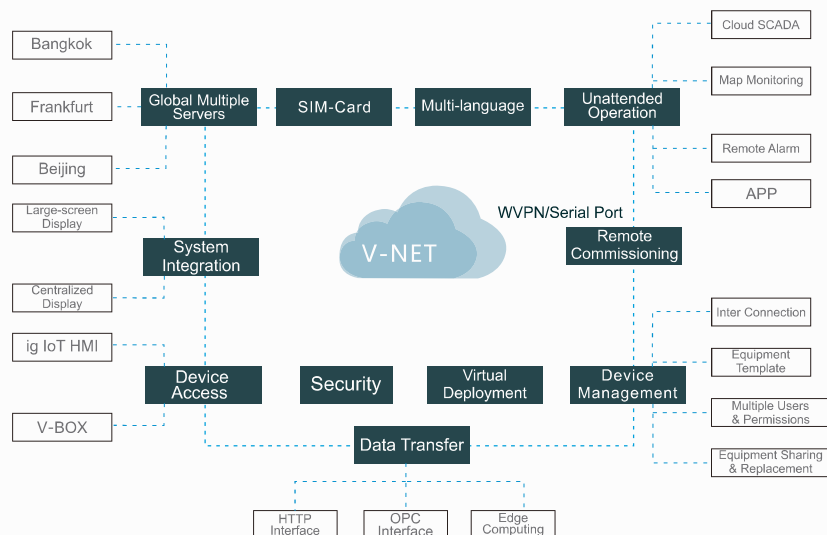 Bangkok
Frankfurt
Beijing
Large-screen
Display
Centralized
Display
ig IoT HMI
V-BOX
Global Multiple
Servers
SIM-Card
Multi-language
Unattended
Operation
Cloud SCADA
Map Monitoring
Remote Alarm
APP
System
Integration
V-NET
WVPN/Serial Port
Remote
Commissioning
Device
Access
Security
Virtual
Deployment
Device
Management
Inter Connection
Equipment
Template
Multiple Users
& Permissions
Equipment Sharing
& Replacement
Data Transfer
HTTP
Interface
OPC
Interface
Edge
Computing